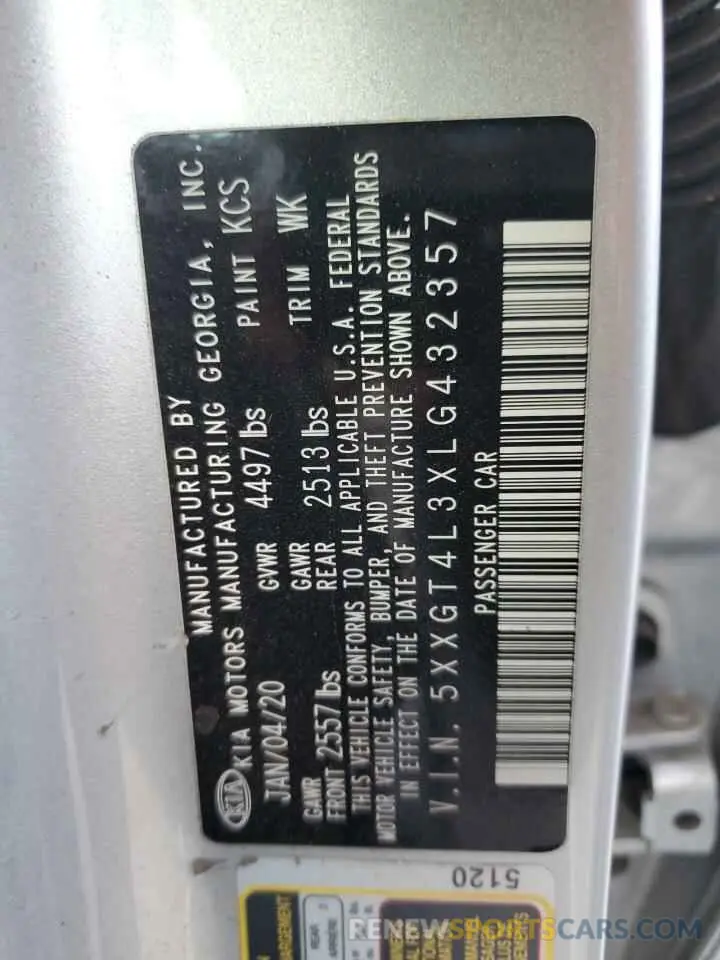 MANUFACTURED BY
KIA KIA MOTORS MANUFACTURING GEORGIA, INC.
JAN/04/20 GVWR 4497 lbs PAINT KCS
GAWR FRONT 2557 lbs GAWR REAR 2513 lbs TRIM WK
THIS VEHICLE CONFORMS TO ALL APPLICABLE U.S.A. FEDERAL
MOTOR VEHICLE SAFETY, BUMPER, AND THEFT PREVENTION STANDARDS
IN EFFECT ON THE DATE OF MANUFACTURE SHOWN ABOVE.
V.I.N. 5XXGT4L3XLG432357
PASSENGER CAR
5120
REAR
RENEWSPORTSCARS.COM